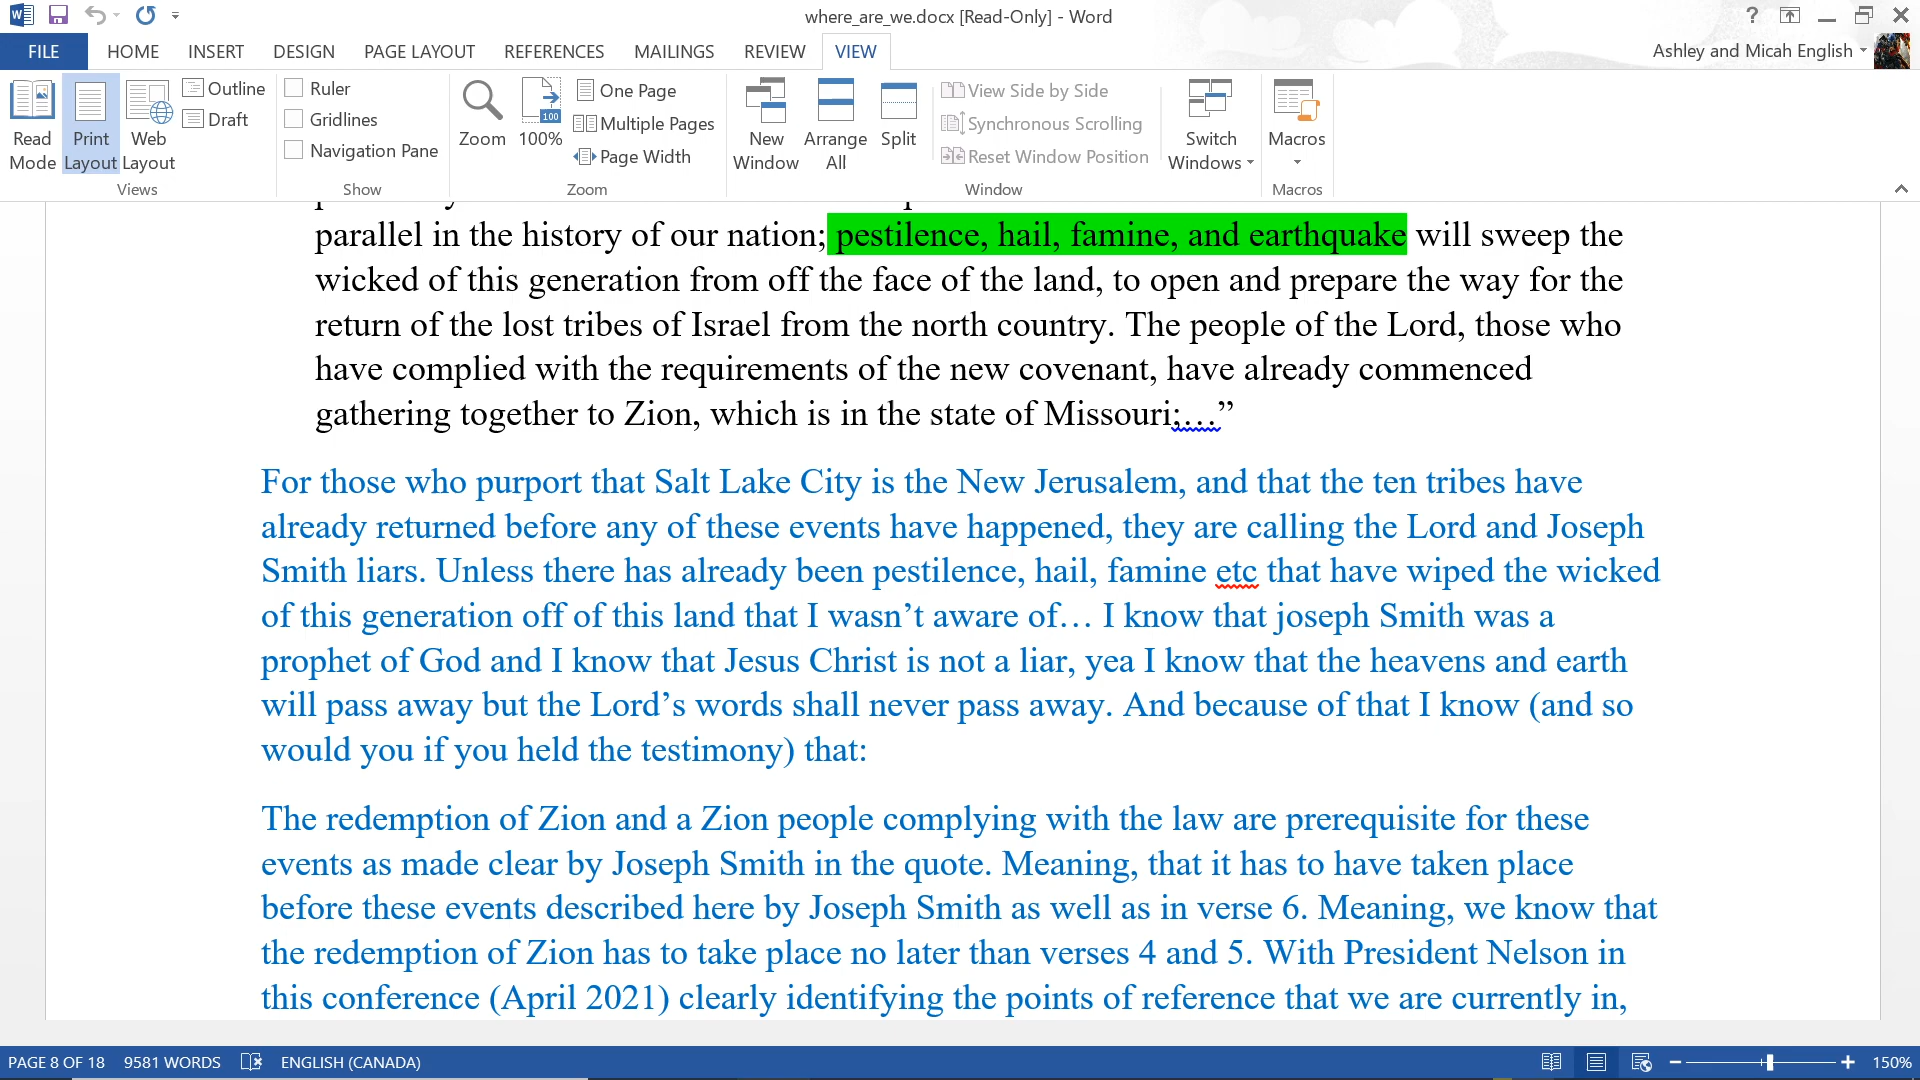 where_are_we.docx [Read-Only] - Word
?
FILE HOME INSERT DESIGN PAGE LAYOUT REFERENCES MAILINGS REVIEW VIEW
Ashley and Micah English
Read Mode
Print Layout
Web Layout
Outline
Draft
Views
Ruler
Gridlines
Navigation Pane
Show
Zoom
100%
100
One Page
Multiple Pages
Page Width
Zoom
New Window
Arrange All
Split
View Side by Side
Synchronous Scrolling
Reset Window Position
Switch Windows
Window
Macros
Macros
parallel in the history of our nation; pestilence, hail, famine, and earthquake will sweep the
wicked of this generation from off the face of the land, to open and prepare the way for the
return of the lost tribes of Israel from the north country. The people of the Lord, those who
have complied with the requirements of the new covenant, have already commenced
gathering together to Zion, which is in the state of Missouri;…”
For those who purport that Salt Lake City is the New Jerusalem, and that the ten tribes have
already returned before any of these events have happened, they are calling the Lord and Joseph
Smith liars. Unless there has already been pestilence, hail, famine etc that have wiped the wicked
of this generation off of this land that I wasn’t aware of… I know that joseph Smith was a
prophet of God and I know that Jesus Christ is not a liar, yea I know that the heavens and earth
will pass away but the Lord’s words shall never pass away. And because of that I know (and so
would you if you held the testimony) that:
The redemption of Zion and a Zion people complying with the law are prerequisite for these
events as made clear by Joseph Smith in the quote. Meaning, that it has to have taken place
before these events described here by Joseph Smith as well as in verse 6. Meaning, we know that
the redemption of Zion has to take place no later than verses 4 and 5. With President Nelson in
this conference (April 2021) clearly identifying the points of reference that we are currently in,
PAGE 8 OF 18 9581 WORDS ENGLISH (CANADA) 150%